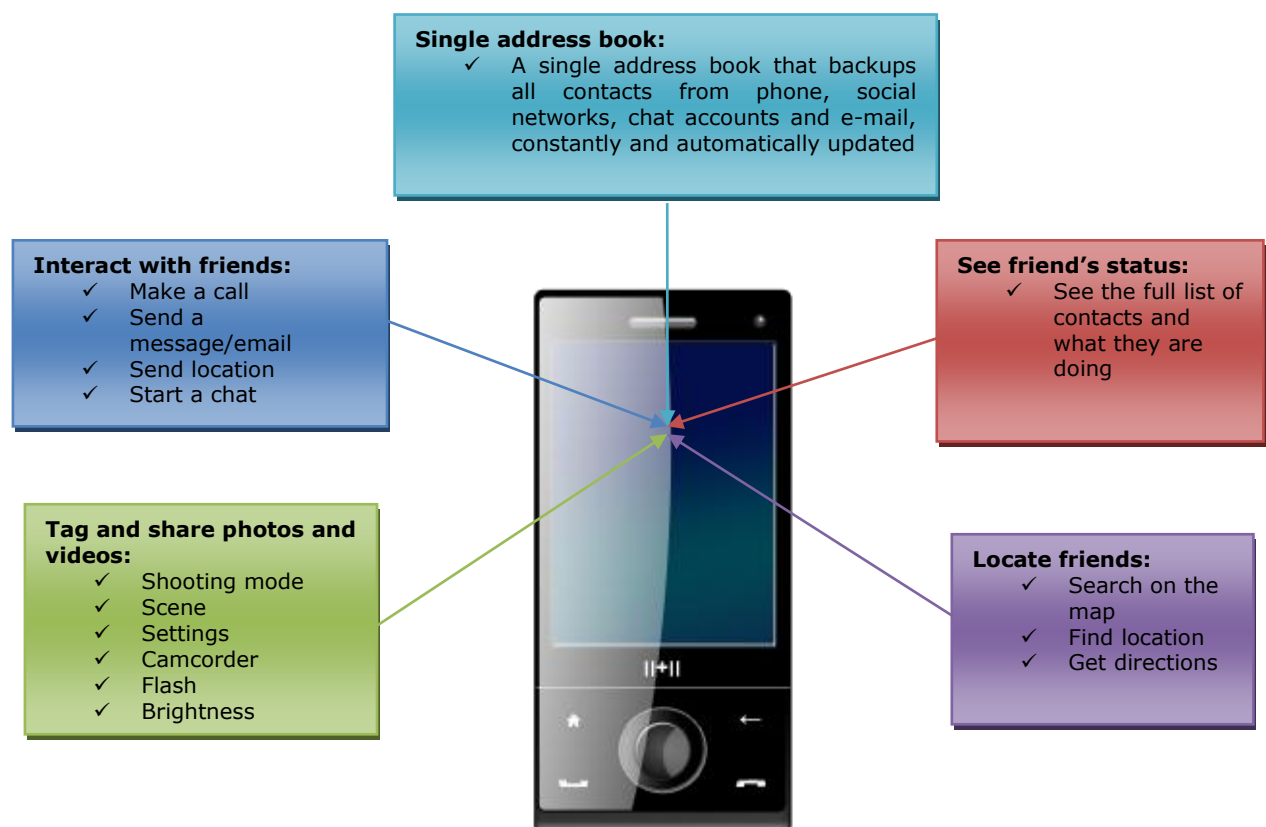 Single address book:
✓ A single address book that backups
all contacts from phone, social
networks, chat accounts and e-mail,
constantly and automatically updated
Interact with friends:
✓ Make a call
✓ Send a
message/email
✓ Send location
✓ Start a chat
See friend’s status:
✓ See the full list of
contacts and
what they are
doing
Tag and share photos and
videos:
✓ Shooting mode
✓ Scene
✓ Settings
✓ Camcorder
✓ Flash
✓ Brightness
Locate friends:
✓ Search on the
map
✓ Find location
✓ Get directions